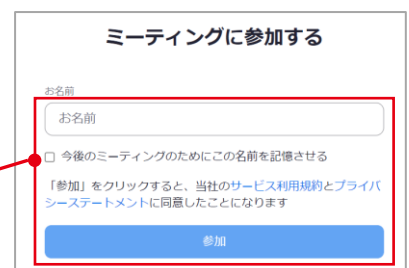 ミーティングに参加する
お名前
お名前
今後のミーティングのためにこの名前を記憶させる
「参加」をクリックすると、当社のサービス利用規約とプライバ
シーステートメントに同意したことになります
参加